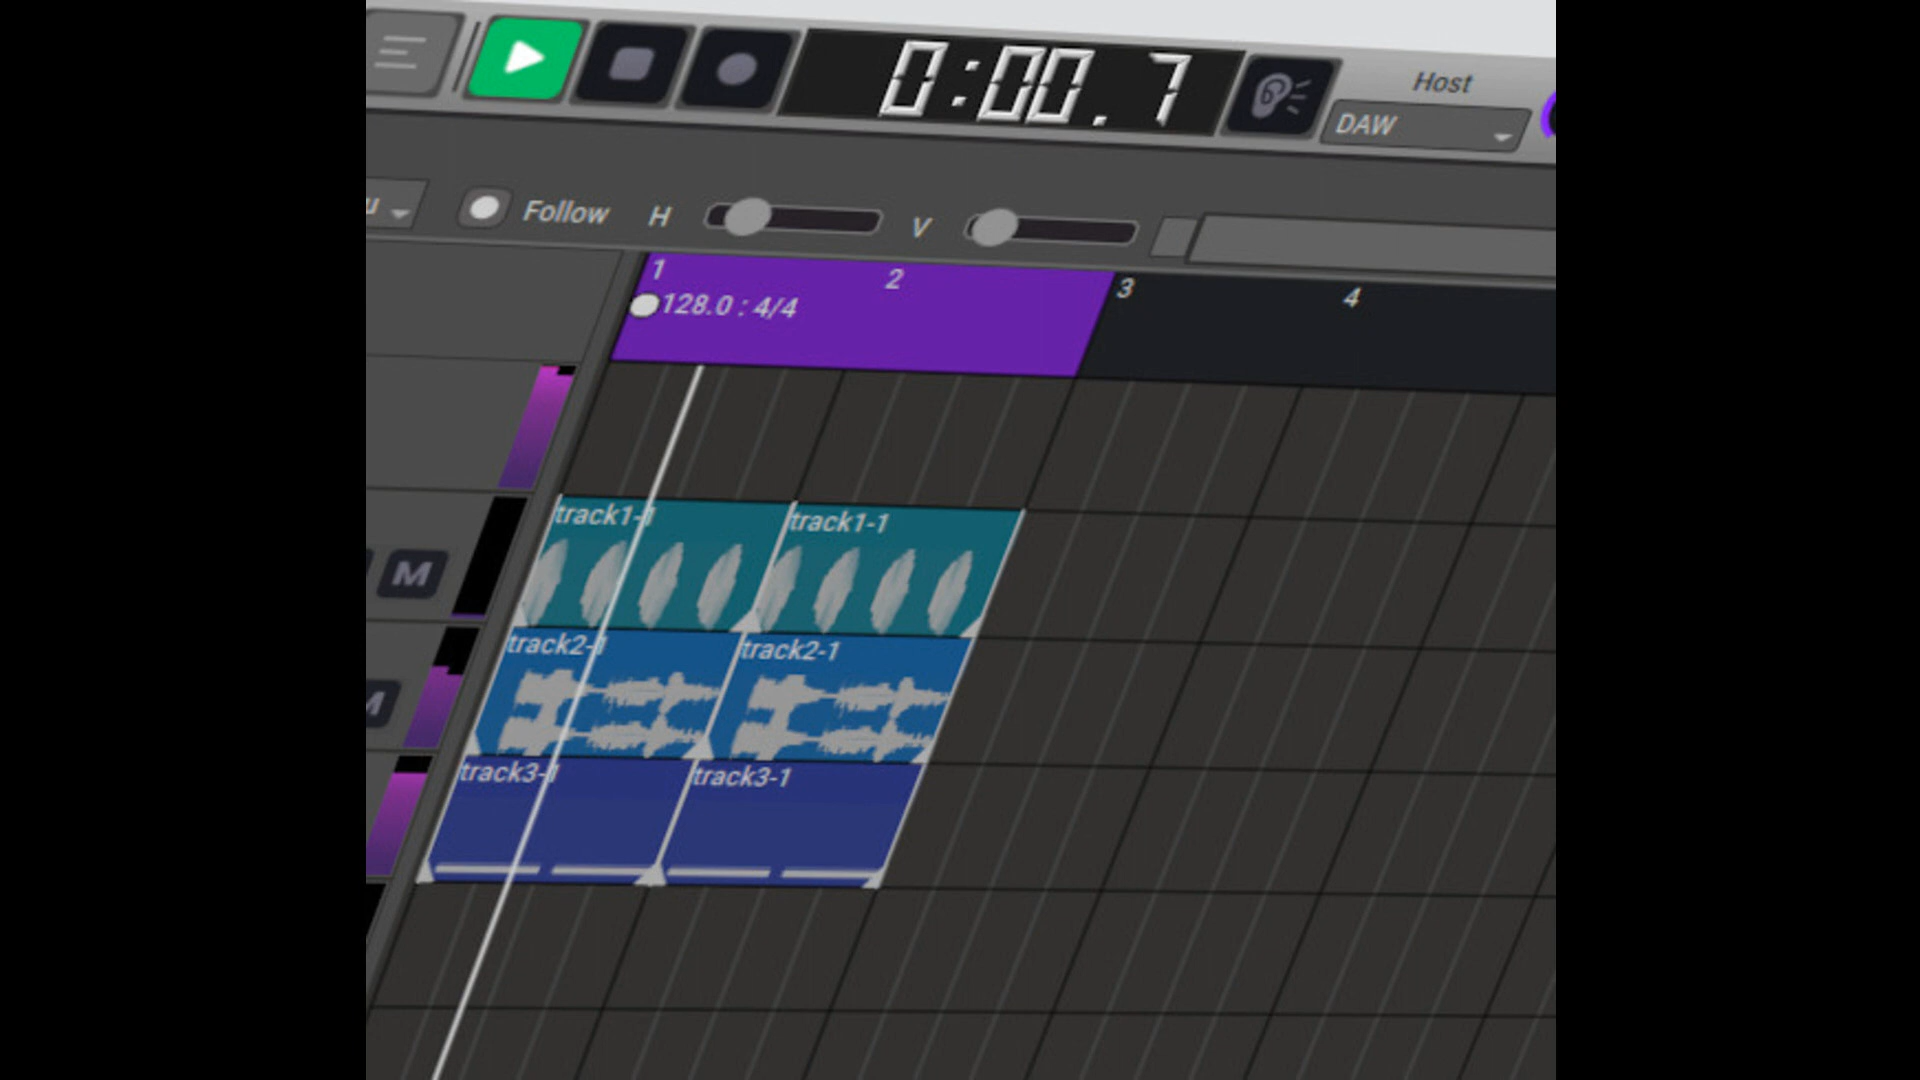 0:00.7
Host
DAW
u
Follow
H
V
1
2
3
4
128.0 : 4/4
track1-1
track1-1
M
track2-1
track2-1
M
track3-1
track3-1